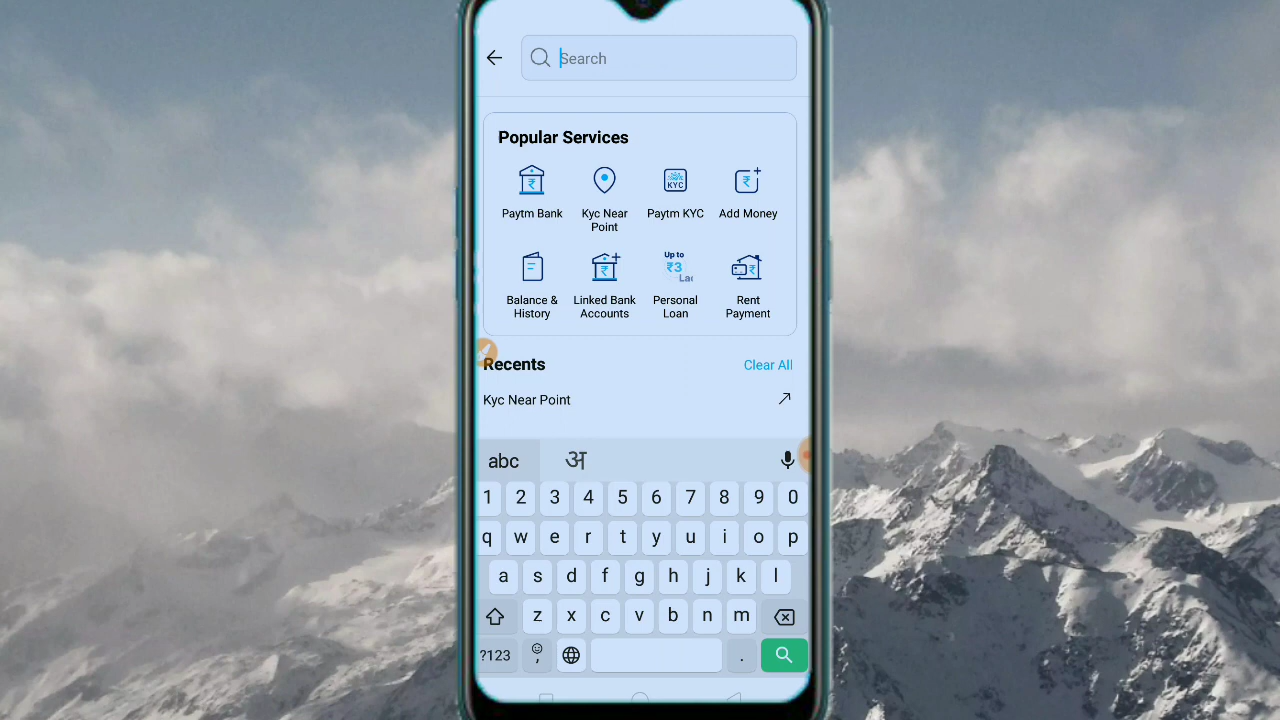 Search
Popular Services
₹
KYC
₹
Paytm Bank
Kyc Near
Point
Paytm KYC
Add Money
₹
Up to
₹3
₹
Balance &
History
Linked Bank
Accounts
Personal
Loan
Rent
Payment
Recents
Clear All
Kyc Near Point
abc
अ
1 2 3 4 5 6 7 8 9 0
q w e r t y u i o p
a s d f g h j k l
z x c v b n m
?123 , .